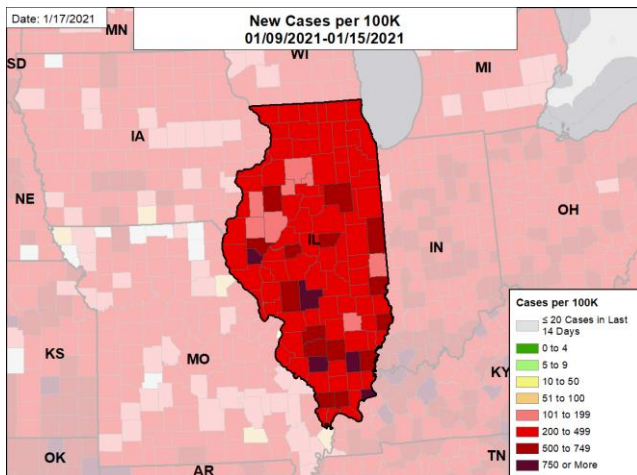 Date: 1/17/2021
New Cases per 100K
01/09/2021-01/15/2021
MN
WI
MI
SD
IA
NE
IL
IN
OH
KS
MO
KY
OK
AR
TN
Cases per 100K
≤ 20 Cases in Last
14 Days
0 to 4
5 to 9
10 to 50
51 to 100
101 to 199
200 to 499
500 to 749
750 or More